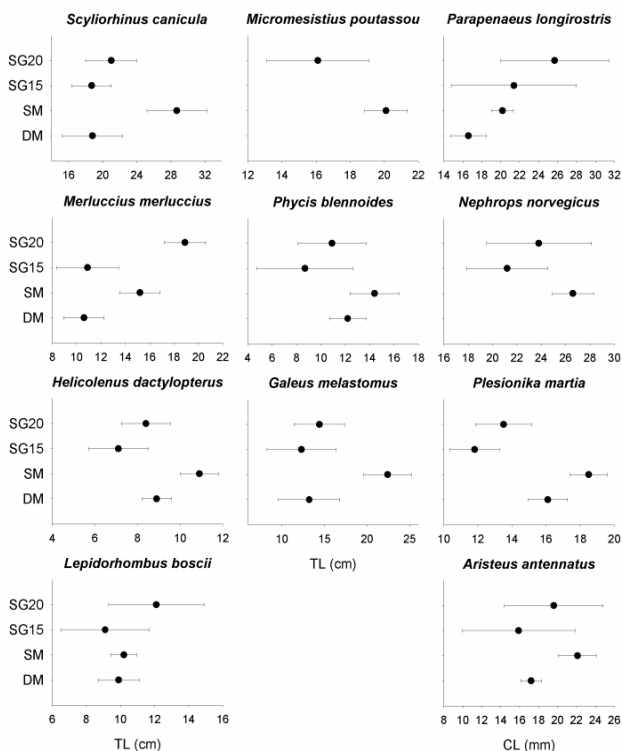 Scyliorhinus canicula Micromesistius poutassou Parapenaeus longirostris
SG20
SG15
SM
DM
16 20 24 28 32 12 14 16 18 20 22 14 16 18 20 22 24 26 28 30 32
Merluccius merluccius Phycis blennoides Nephrops norvegicus
SG20
SG15
SM
DM
8 10 12 14 16 18 20 22 4 6 8 10 12 14 16 18 16 18 20 22 24 26 28 30
Helicolenus dactylopterus Galeus melastomus Plesionika martia
SG20
SG15
SM
DM
4 6 8 10 12 10 15 20 25 10 12 14 16 18 20
TL (cm)
Lepidorhombus boscii Aristeus antennatus
SG20
SG15
SM
DM
6 8 10 12 14 16 8 10 12 14 16 18 20 22 24 26
TL (cm) CL (mm)